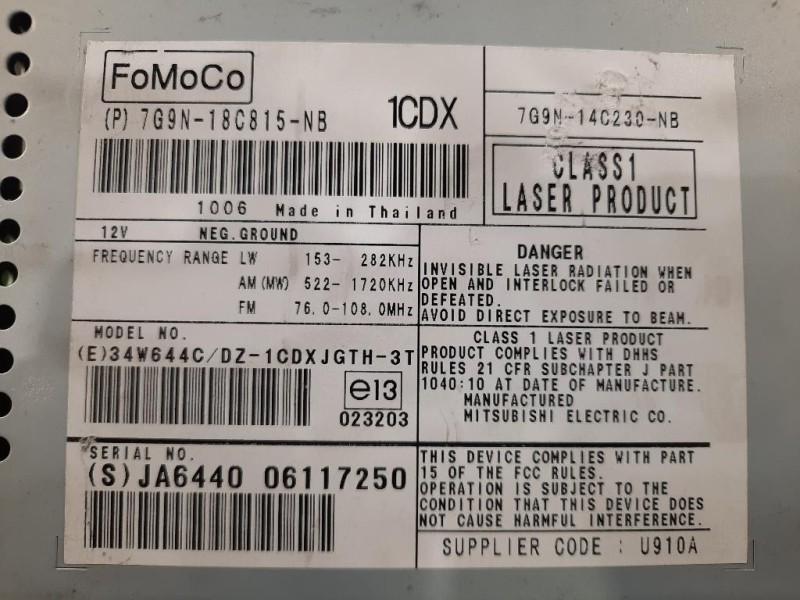 FoMoCo
(P) 7G9N-18C815-NB 1CDX
7G9N-14C230-NB
CLASS1
LASER PRODUCT
1006 Made in Thailand
12V NEG.GROUND
FREQUENCY RANGE LW 153- 282KHz
AM(MW) 522-1720KHz
FM 76.0-108.0MHz
DANGER
INVISIBLE LASER RADIATION WHEN
OPEN AND INTERLOCK FAILED OR
DEFEATED.
AVOID DIRECT EXPOSURE TO BEAM.
MODEL NO.
(E)34W644C/DZ-1CDXJGTH-3T
e13
023203
CLASS 1 LASER PRODUCT
PRODUCT COMPLIES WITH DHHS
RULES 21 CFR SUBCHAPTER J PART
1040:10 AT DATE OF MANUFACTURE.
MANUFACTURED
MITSUBISHI ELECTRIC CO.
SERIAL NO.
(S)JA6440 06117250
THIS DEVICE COMPLIES WITH PART
15 OF THE FCC RULES.
OPERATION IS SUBJECT TO THE
CONDITION THAT THIS DEVICE DOES
NOT CAUSE HARMFUL INTERFERENCE.
SUPPLIER CODE : U910A